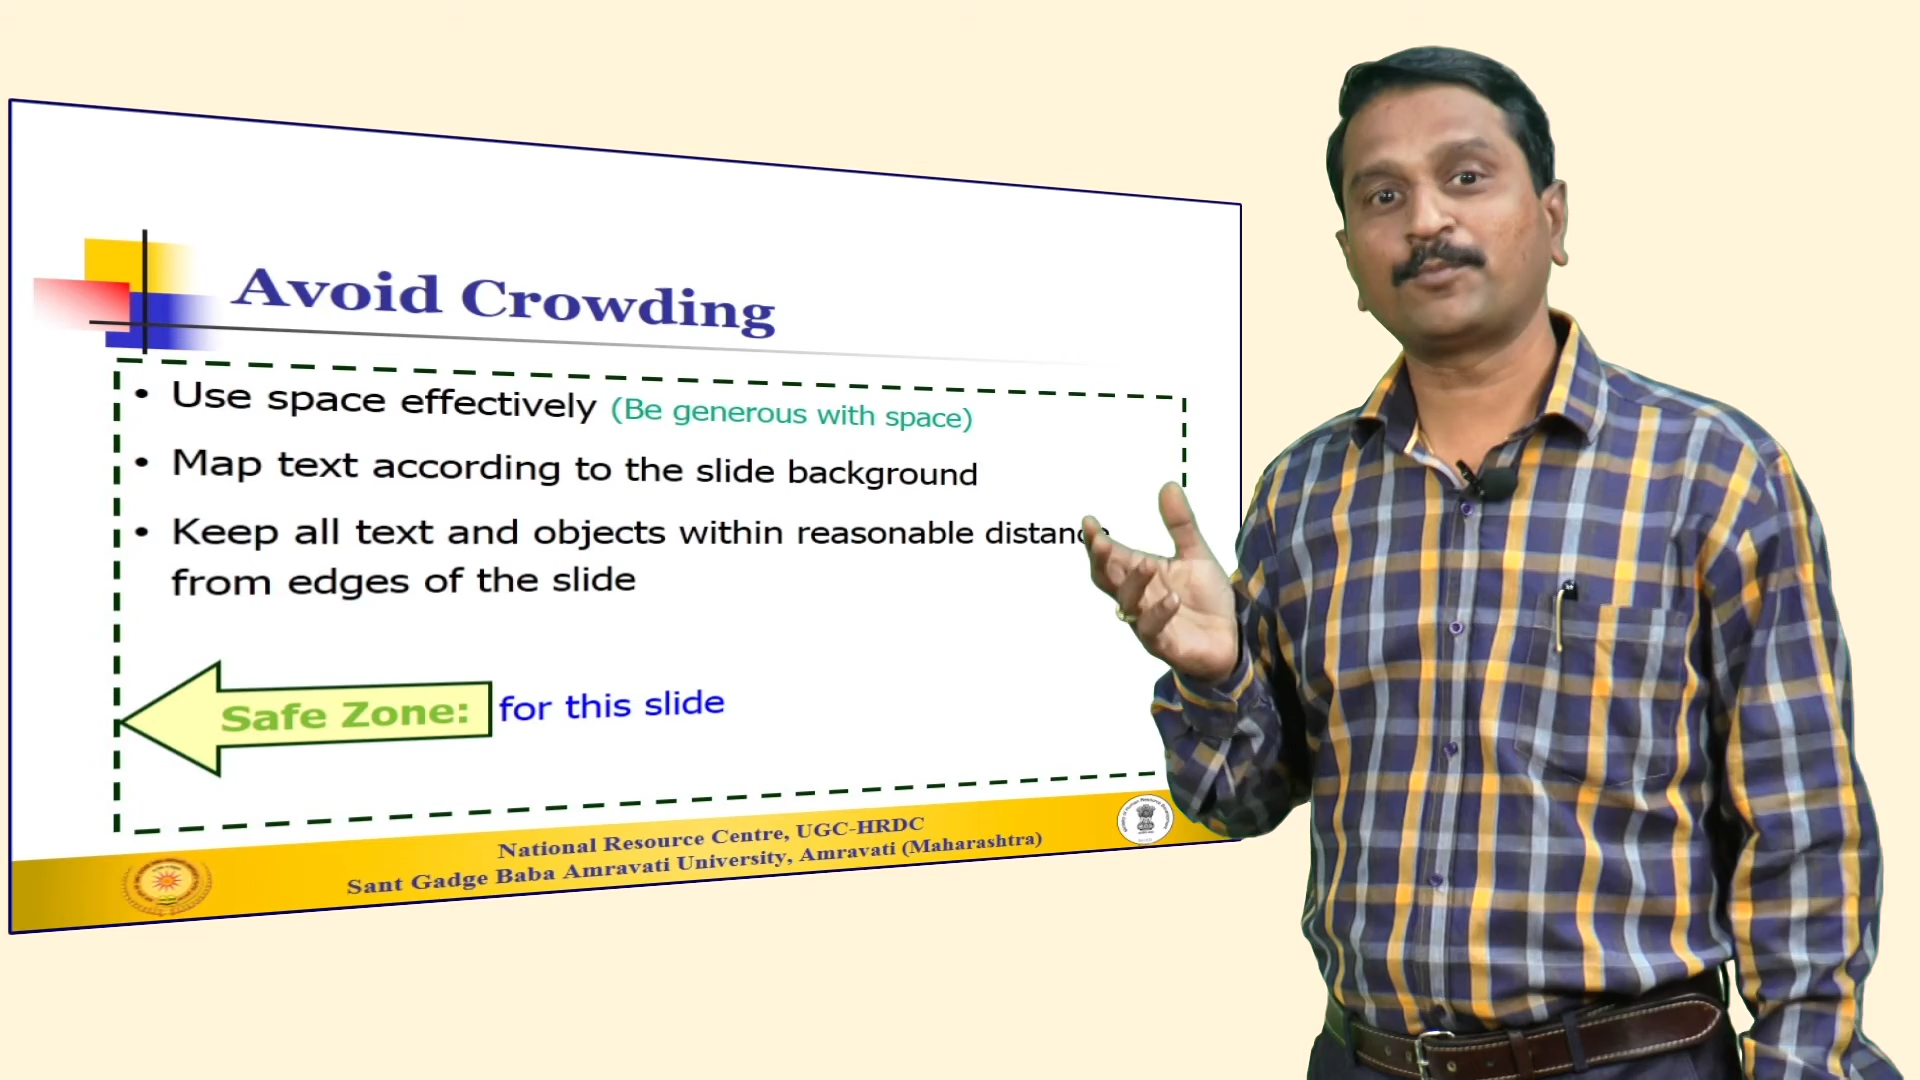 Avoid Crowding
• Use space effectively (Be generous with space)
• Map text according to the slide background
• Keep all text and objects within reasonable distance
from edges of the slide
Safe Zone: for this slide
National Resource Centre, UGC-HRDC
Sant Gadge Baba Amravati University, Amravati (Maharashtra)